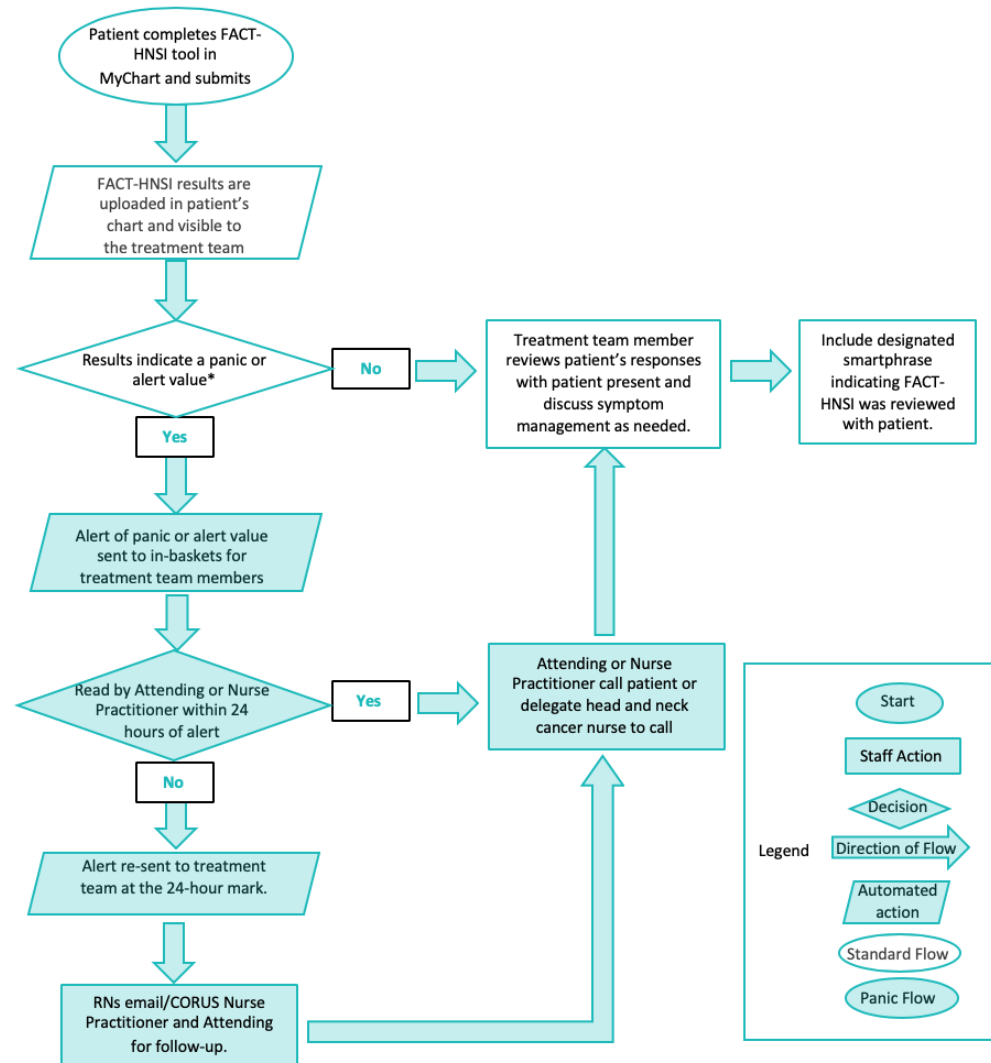 Patient completes FACT-
HNSI tool in
MyChart and submits
FACT-HNSI results are
uploaded in patient's
chart and visible to
the treatment team
Results indicate a panic or
alert value*
No
Treatment team member
reviews patient's responses
with patient present and
discuss symptom
management as needed.
Include designated
smartphrase
indicating FACT-
HNSI was reviewed
with patient.
Yes
Alert of panic or alert value
sent to in-baskets for
treatment team members
Read by Attending or Nurse
Practitioner within 24
hours of alert
Yes
Attending or Nurse
Practitioner call patient or
delegate head and neck
cancer nurse to call
No
Alert re-sent to treatment
team at the 24-hour mark.
RNs email/CORUS Nurse
Practitioner and Attending
for follow-up.
Legend
Start
Staff Action
Decision
Direction of Flow
Automated
action
Standard Flow
Panic Flow